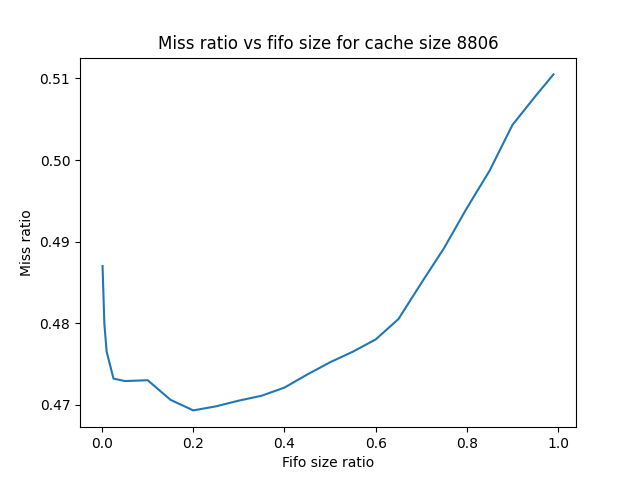 Miss ratio vs fifo size for cache size 8806
0.51
0.50
0.49
0.48
0.47
Miss ratio
0.0 0.2 0.4 0.6 0.8 1.0
Fifo size ratio